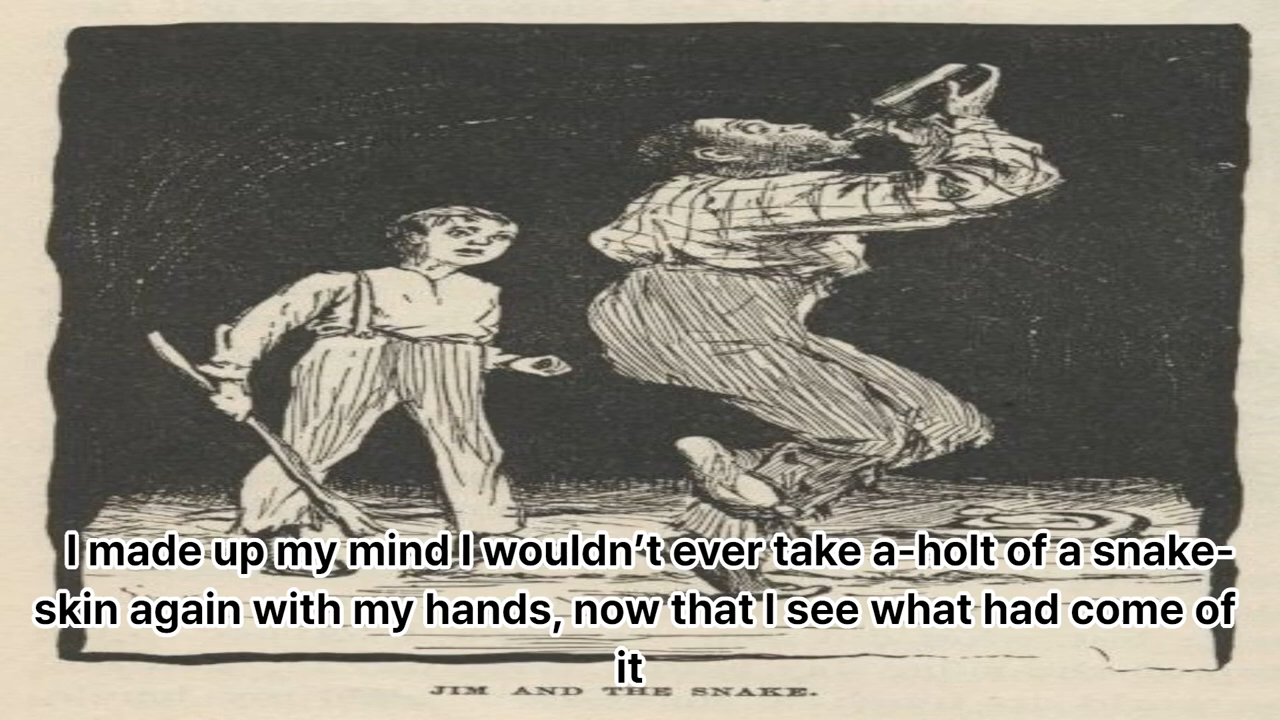 I made up my mind I wouldn’t ever take a-holt of a snake-
skin again with my hands, now that I see what had come of
it
JIM AND THE SNAKE.